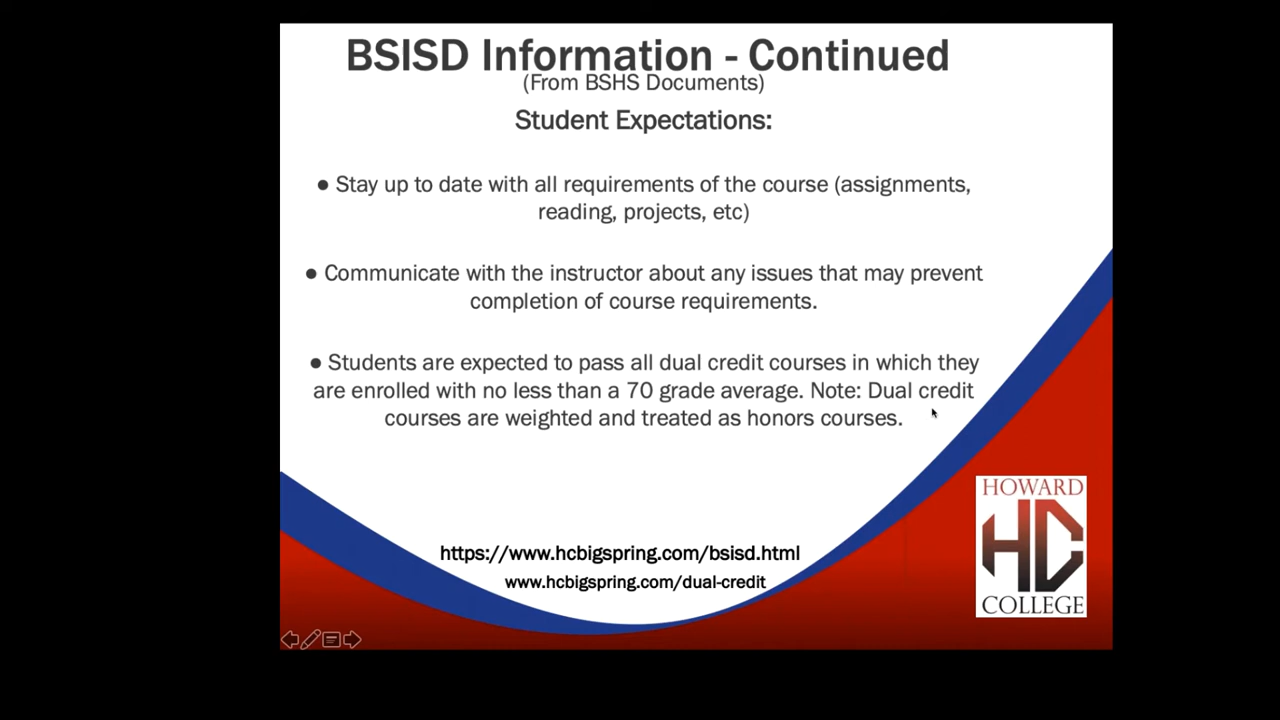 BSISD Information - Continued
(From BSHS Documents)
Student Expectations:
● Stay up to date with all requirements of the course (assignments,
reading, projects, etc)
● Communicate with the instructor about any issues that may prevent
completion of course requirements.
● Students are expected to pass all dual credit courses in which they
are enrolled with no less than a 70 grade average. Note: Dual credit
courses are weighted and treated as honors courses.
https://www.hcbigspring.com/bsisd.html
www.hcbigspring.com/dual-credit
HOWARD
HC
COLLEGE